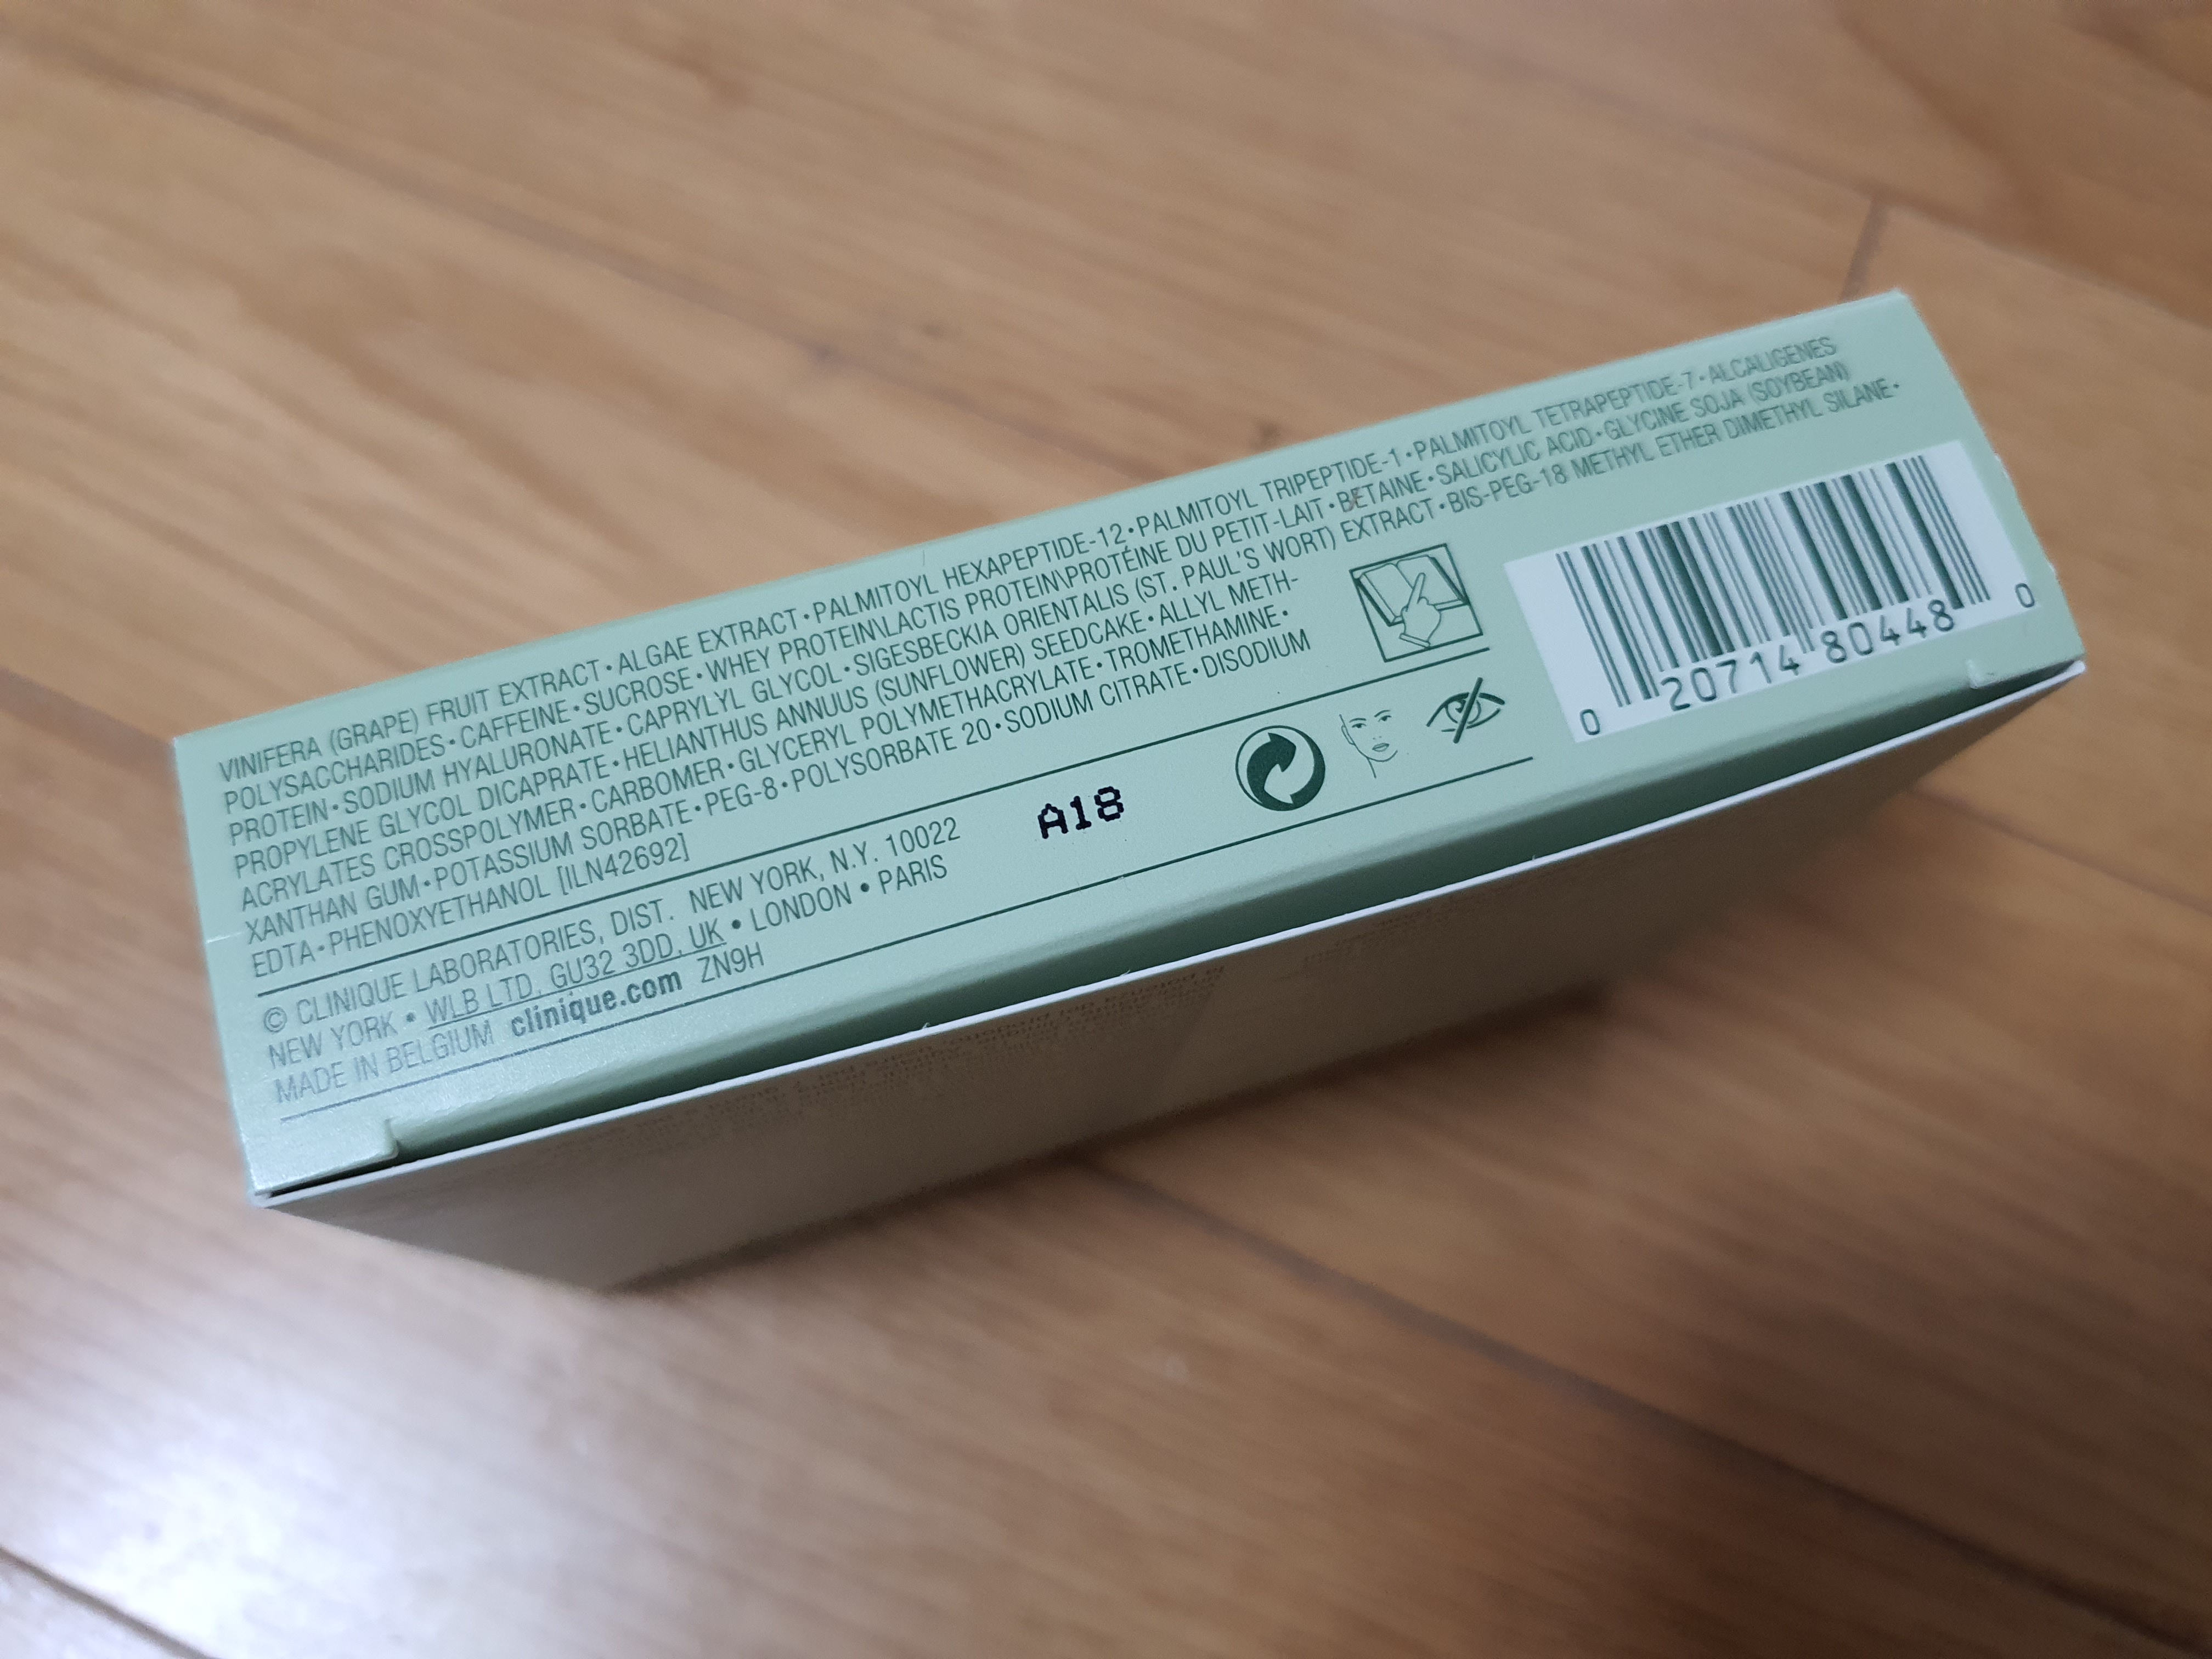 VINIFERA (GRAPE) FRUIT EXTRACT•ALGAE EXTRACT•PALMITOYL HEXAPEPTIDE-12•PALMITOYL TRIPEPTIDE-1•PALMITOYL TETRAPEPTIDE-7•ALCALIGENES
POLYSACCHARIDES•CAFFEINE•SUCROSE•WHEY PROTEIN\LACTIS PROTEIN\PROTÉINE DU PETIT-LAIT•BETAINE•SALICYLIC ACID•GLYCINE SOJA (SOYBEAN)
PROTEIN•SODIUM HYALURONATE•CAPRYLYL GLYCOL•SIGESBECKIA ORIENTALIS (ST. PAUL'S WORT) EXTRACT•BIS-PEG-18 METHYL ETHER DIMETHYL SILANE•
PROPYLENE GLYCOL DICAPRATE•HELIANTHUS ANNUUS (SUNFLOWER) SEEDCAKE•ALLYL METH-
ACRYLATES CROSSPOLYMER•CARBOMER•GLYCERYL POLYMETHACRYLATE•TROMETHAMINE•
XANTHAN GUM•POTASSIUM SORBATE•PEG-8•POLYSORBATE 20•SODIUM CITRATE•DISODIUM
EDTA•PHENOXYETHANOL [ILN42692]
© CLINIQUE LABORATORIES, DIST. NEW YORK, N.Y. 10022
NEW YORK • WLB LTD, GU32 3DD, UK • LONDON • PARIS
MADE IN BELGIUM clinique.com ZN9H
A18
0 20714 80448 0